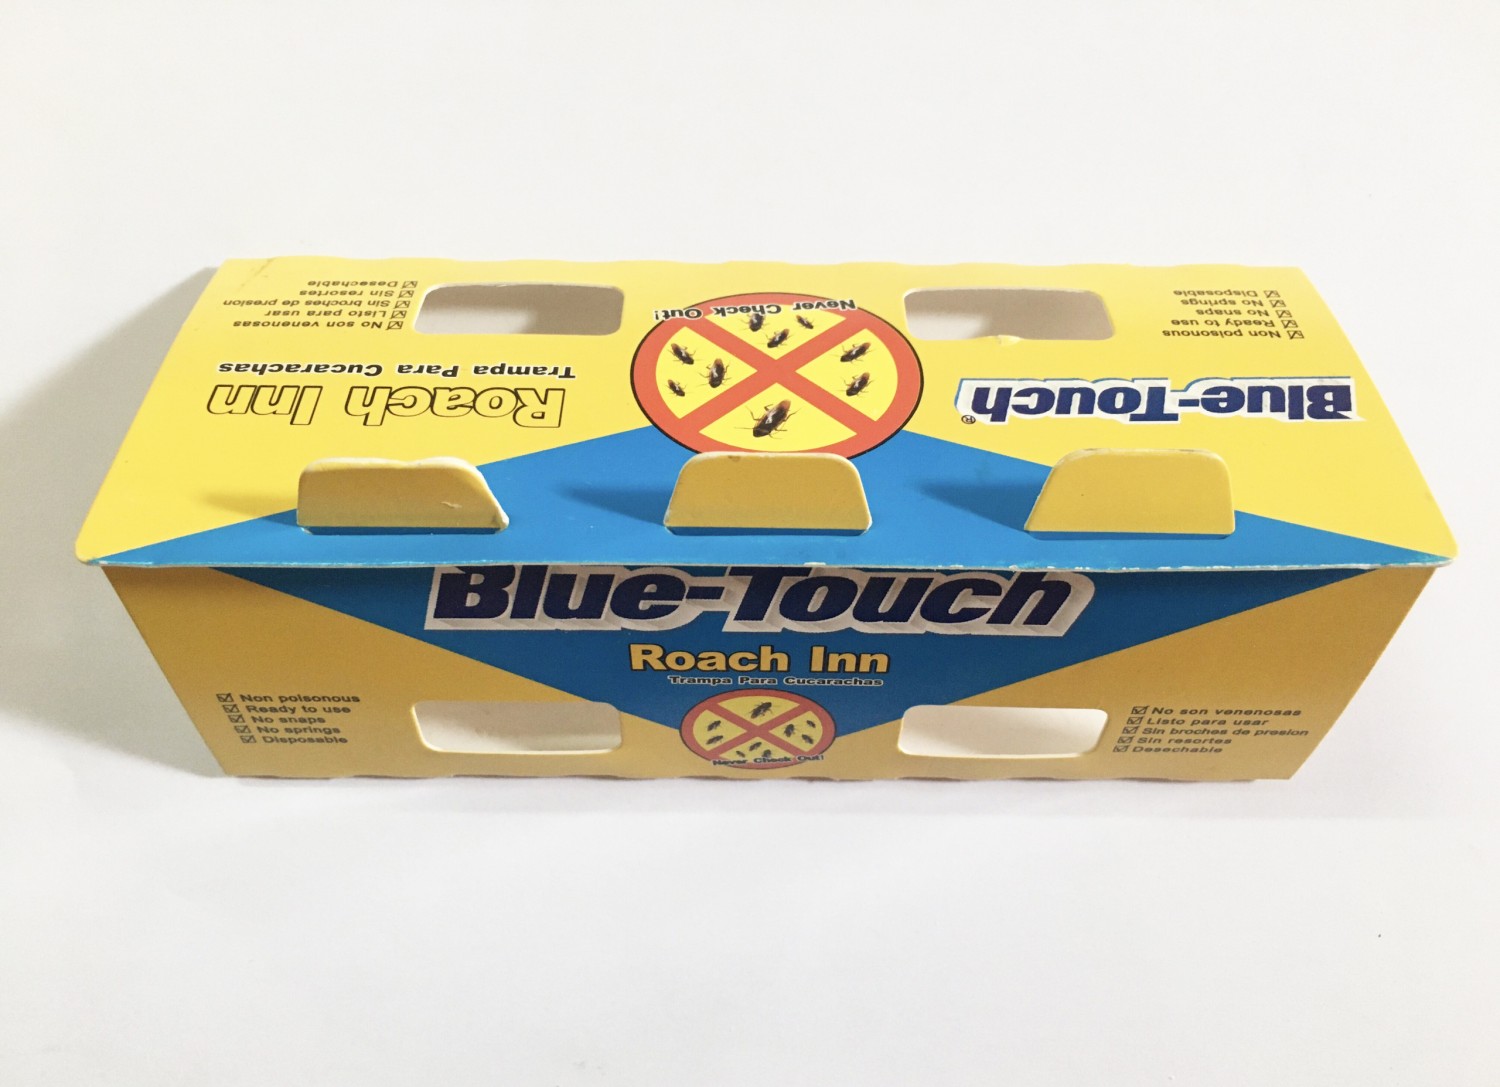 Non poisonous
Ready to use
No snaps
No springs
Disposable
Blue-Touch®
Never Check Out!
No son venenosas
Listo para usar
Sin broches de presion
Sin resortes
Desechable
Trampa Para Cucarachas
Roach Inn
Blue-Touch
Roach Inn
Trampa Para Cucarachas
Non poisonous
Ready to use
No snaps
No springs
Disposable
Never Check Out!
No son venenosas
Listo para usar
Sin broches de presion
Sin resortes
Desechable